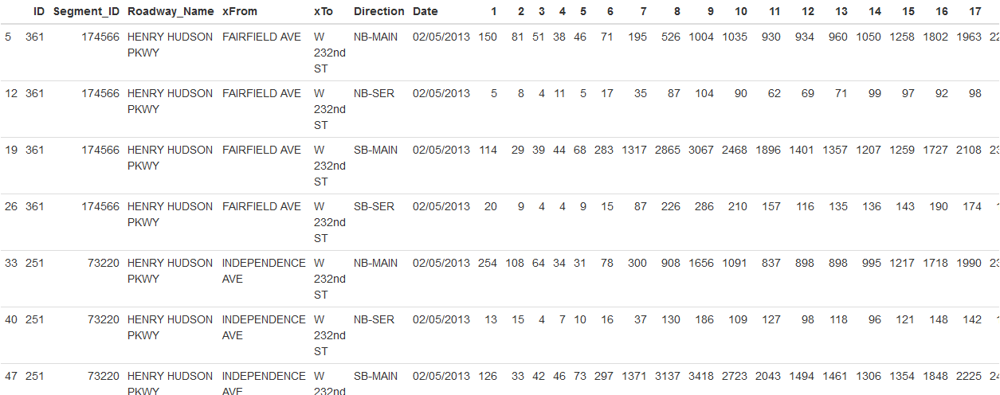 ID Segment_ID Roadway_Name xFrom xTo Direction Date 1 2 3 4 5 6 7 8 9 10 11 12 13 14 15 16 17
5 361 174566 HENRY HUDSON FAIRFIELD AVE W NB-MAIN 02/05/2013 150 81 51 38 46 71 195 526 1004 1035 930 934 960 1050 1258 1802 1963 22
PKWY 232nd
ST
12 361 174566 HENRY HUDSON FAIRFIELD AVE W NB-SER 02/05/2013 5 8 4 11 5 17 35 87 104 90 62 69 71 99 97 92 98
PKWY 232nd
ST
19 361 174566 HENRY HUDSON FAIRFIELD AVE W SB-MAIN 02/05/2013 114 29 39 44 68 283 1317 2865 3067 2468 1896 1401 1357 1207 1259 1727 2108 23
PKWY 232nd
ST
26 361 174566 HENRY HUDSON FAIRFIELD AVE W SB-SER 02/05/2013 20 9 4 4 9 15 87 226 286 210 157 116 135 136 143 190 174
PKWY 232nd
ST
33 251 73220 HENRY HUDSON INDEPENDENCE W NB-MAIN 02/05/2013 254 108 64 34 31 78 300 908 1656 1091 837 898 898 995 1217 1718 1990 23
PKWY AVE 232nd
ST
40 251 73220 HENRY HUDSON INDEPENDENCE W NB-SER 02/05/2013 13 15 4 7 10 16 37 130 186 109 127 98 118 96 121 148 142
PKWY AVE 232nd
ST
47 251 73220 HENRY HUDSON INDEPENDENCE W SB-MAIN 02/05/2013 126 33 42 46 73 297 1371 3137 3418 2723 2043 1494 1461 1306 1354 1848 2225 24
PKWY AVE 232nd